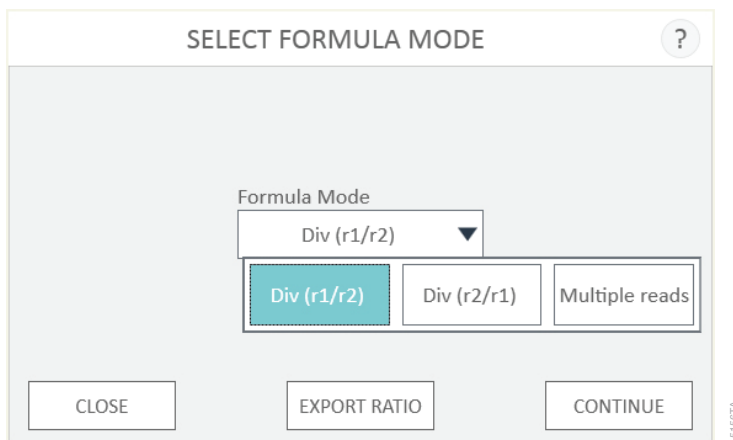 SELECT FORMULA MODE ?
Formula Mode
Div (r1/r2)
Div (r1/r2) Div (r2/r1) Multiple reads
CLOSE EXPORT RATIO CONTINUE